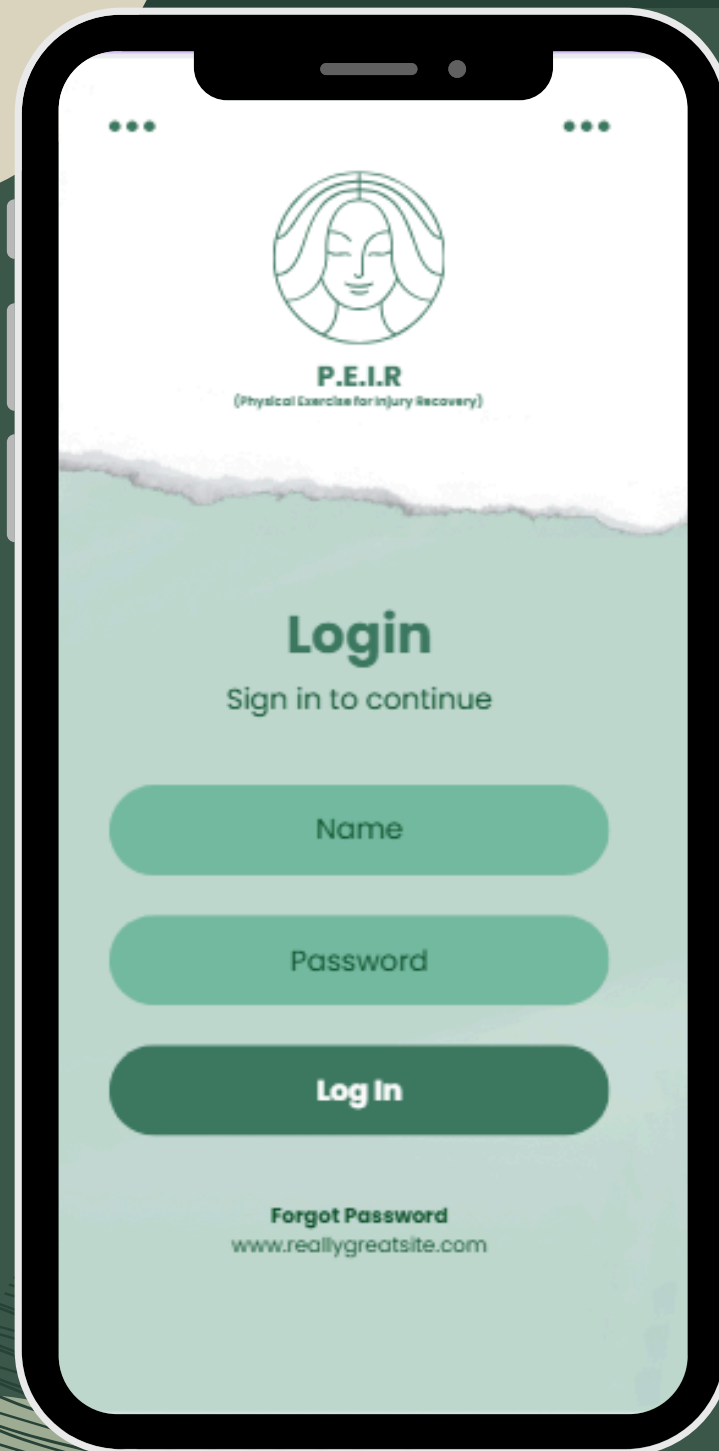 P.E.I.R
(Physical Exercise for Injury Recovery)
Login
Sign in to continue
Name
Password
Log In
Forgot Password
www.reallygreatsite.com